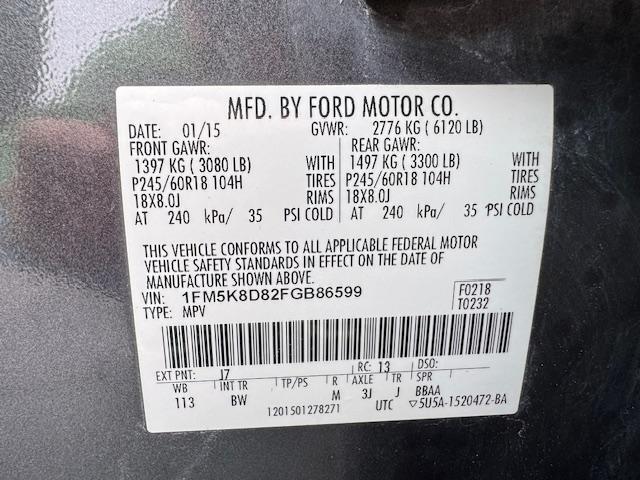 MFD. BY FORD MOTOR CO.
DATE: 01/15 GVWR: 2776 KG ( 6120 LB)
FRONT GAWR: REAR GAWR:
1397 KG ( 3080 LB) WITH 1497 KG ( 3300 LB) WITH
P245/60R18 104H TIRES P245/60R18 104H TIRES
18X8.0J RIMS 18X8.0J RIMS
AT 240 kPa/ 35 PSI COLD AT 240 kPa/ 35 PSI COLD
THIS VEHICLE CONFORMS TO ALL APPLICABLE FEDERAL MOTOR
VEHICLE SAFETY STANDARDS IN EFFECT ON THE DATE OF
MANUFACTURE SHOWN ABOVE.
VIN: 1FM5K8D82FGB86599 F0218
TYPE: MPV T0232
EXT PNT: J7 RC: 13 DSO:
WB INT TR TP/PS R AXLE TR SPR
113 BW M 3J J BBAA
1201501278271 UTC ▽5U5A-1520472-BA